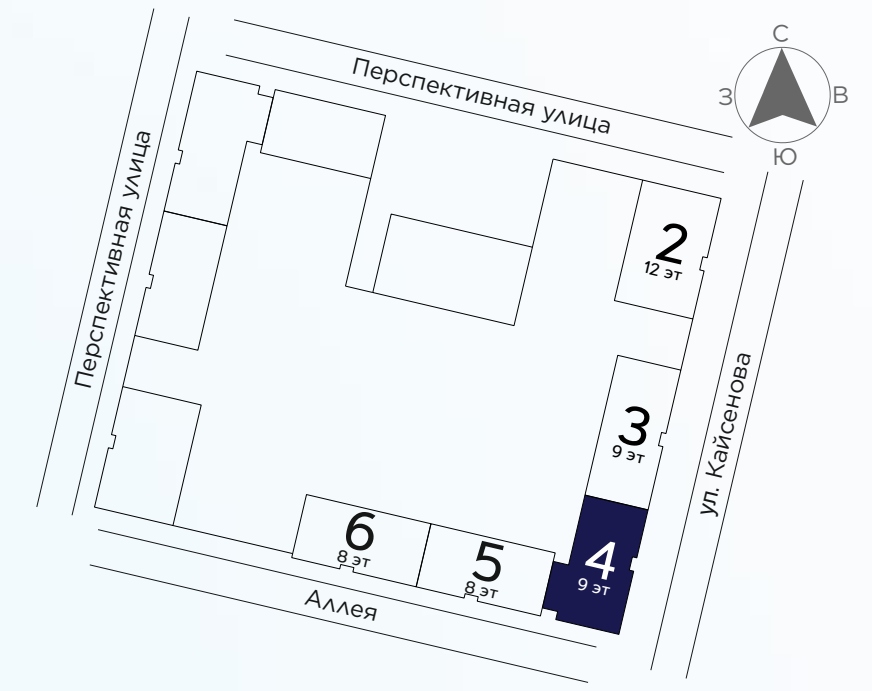 С
З
В
Ю
Перспективная улица
Перспективная улица
ул. Кайсенова
2
12 эт
3
9 эт
4
9 эт
6
8 эт
5
8 эт
Аллея